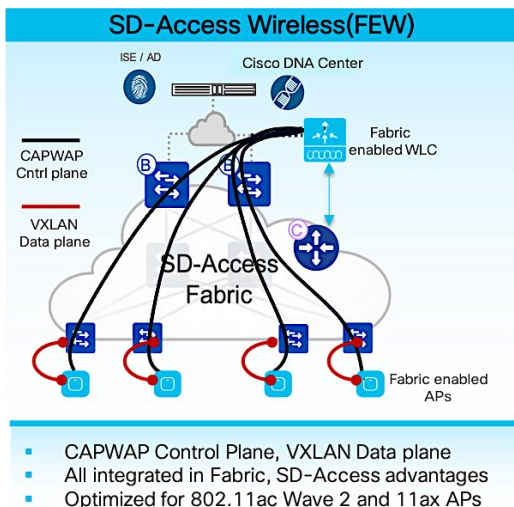 SD-Access Wireless(FEW)
ISE / AD
Cisco DNA Center
Fabric
enabled WLC
CAPWAP
Cntrl plane
VXLAN
Data plane
B
B
C
SD-Access
Fabric
Fabric enabled
APs
▪ CAPWAP Control Plane, VXLAN Data plane
▪ All integrated in Fabric, SD-Access advantages
▪ Optimized for 802.11ac Wave 2 and 11ax APs